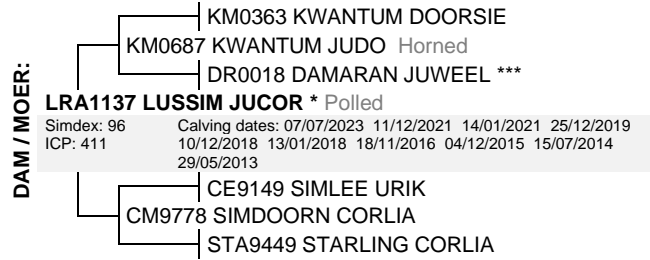 KM0363 KWANTUM DOORSIE
KM0687 KWANTUM JUDO Horned
DR0018 DAMARAN JUWEEL ***
DAM / MOER:
LRA1137 LUSSIM JUCOR * Polled
Simdex: 96 Calving dates: 07/07/2023 11/12/2021 14/01/2021 25/12/2019
ICP: 411 10/12/2018 13/01/2018 18/11/2016 04/12/2015 15/07/2014
29/05/2013
CE9149 SIMLEE URIK
CM9778 SIMDOORN CORLIA
STA9449 STARLING CORLIA